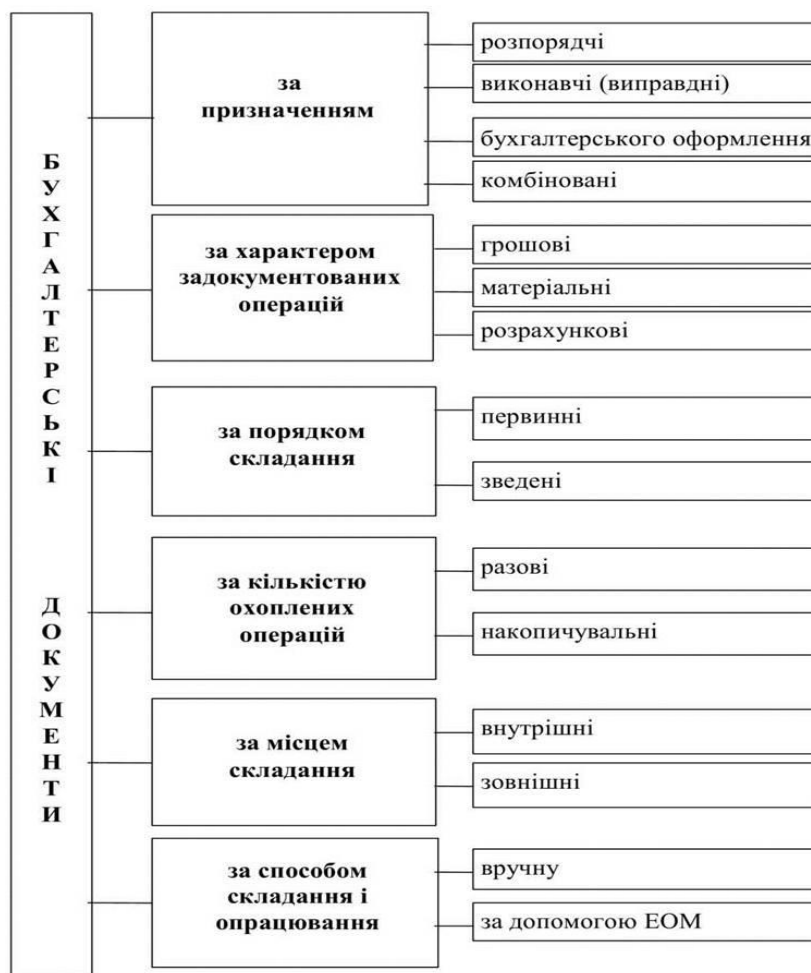 БУХГАЛТЕРСЬКІ ДОКУМЕНТИ
за
призначенням
розпорядчі
виконавчі (виправдні)
бухгалтерського оформлення
комбіновані
за характером
задокументованих
операцій
грошові
матеріальні
розрахункові
за порядком
складання
первинні
зведені
за кількістю
охоплених
операцій
разові
накопичувальні
за місцем
складання
внутрішні
зовнішні
за способом
складання і
опрацювання
вручну
за допомогою ЕОМ